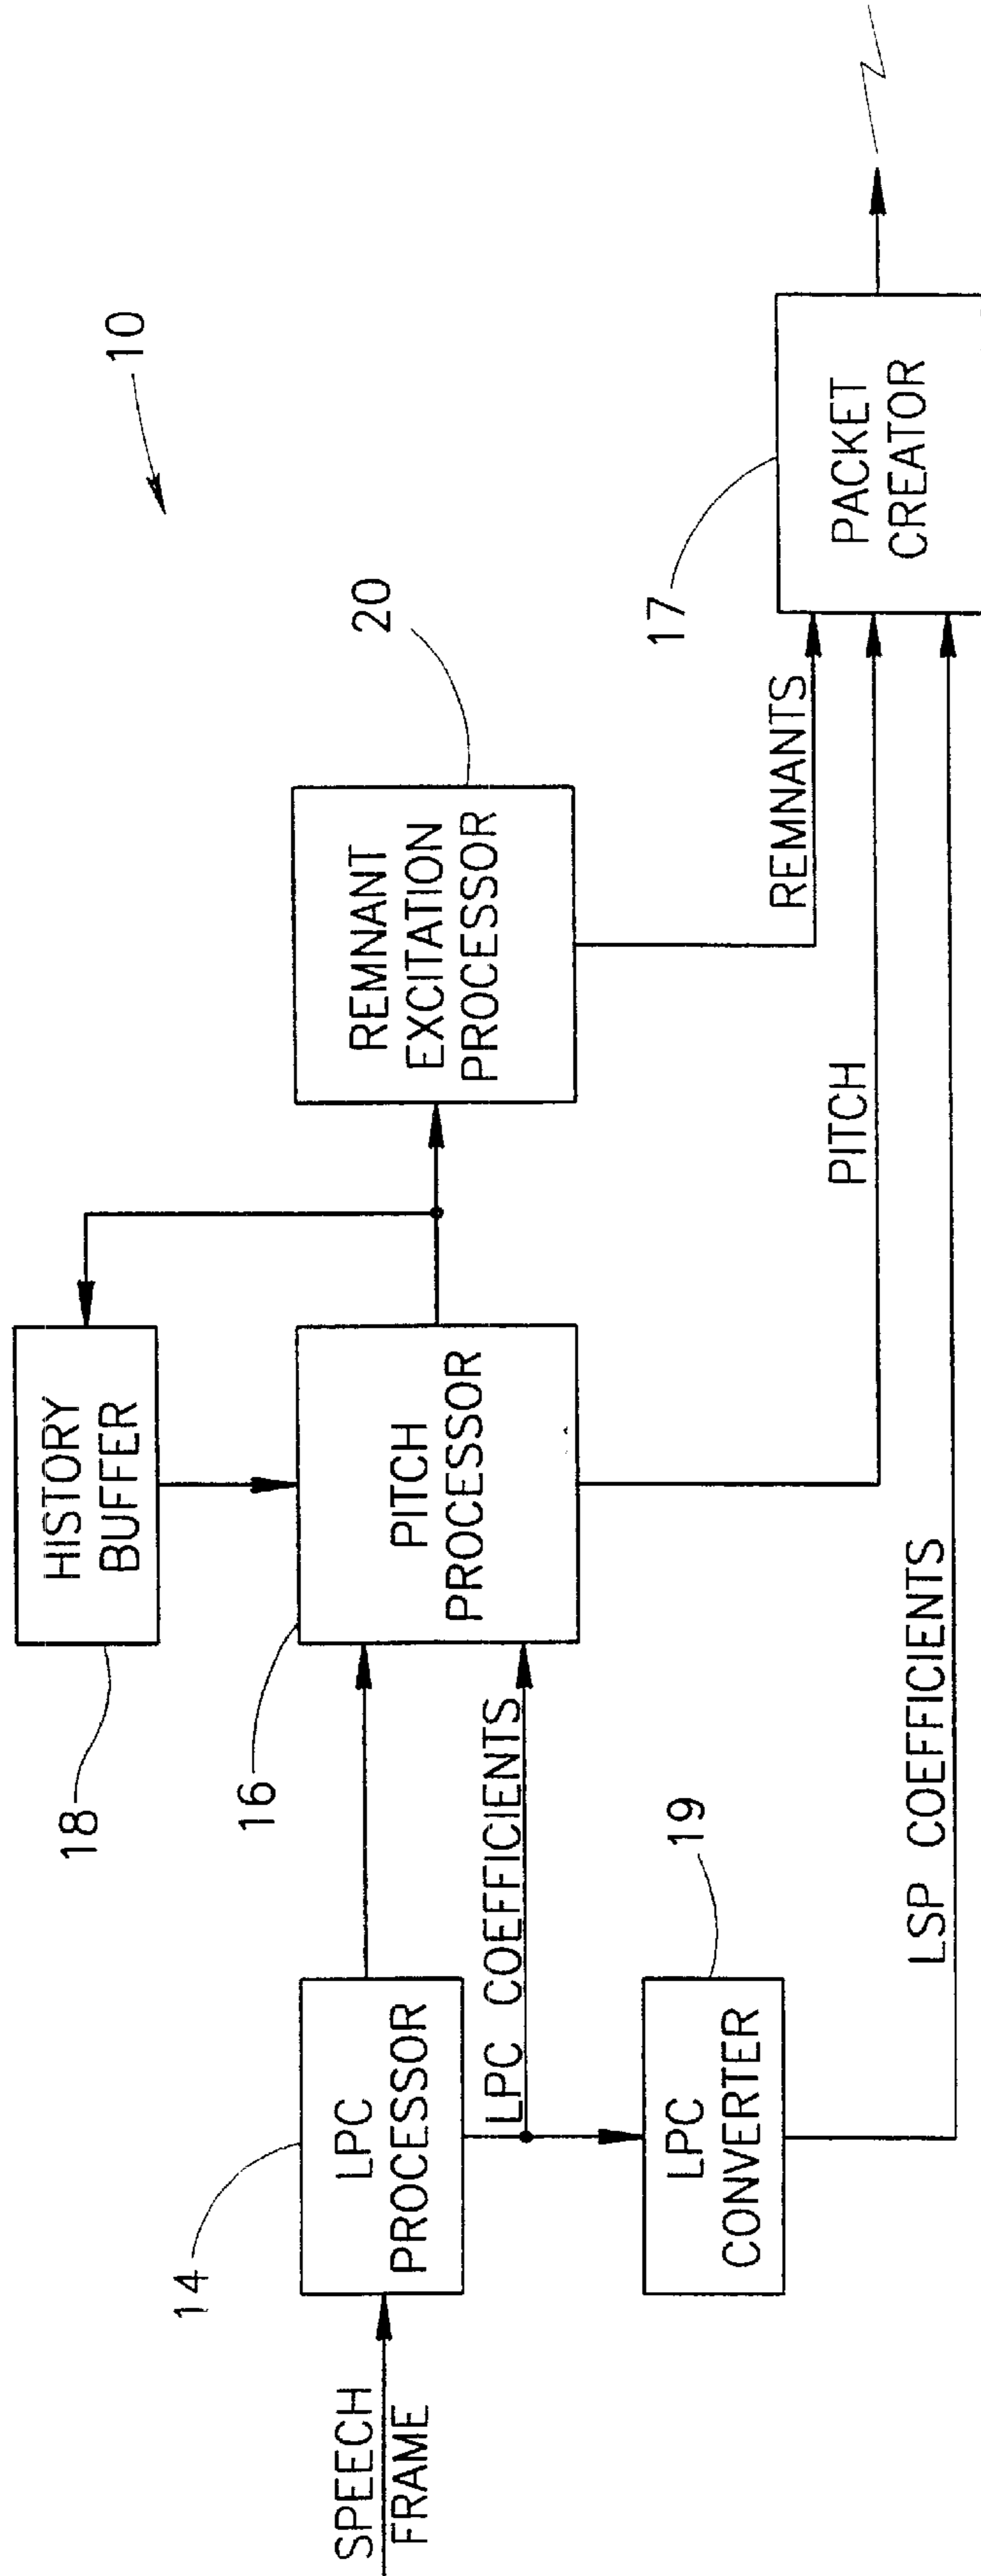 10
HISTORY
BUFFER
18
SPEECH
FRAME
14
LPC
PROCESSOR
16
PITCH
PROCESSOR
REMNANT
EXCITATION
PROCESSOR
20
LPC COEFFICIENTS
LPC
CONVERTER
19
REMNANTS
PITCH
LSP COEFFICIENTS
17
PACKET
CREATOR